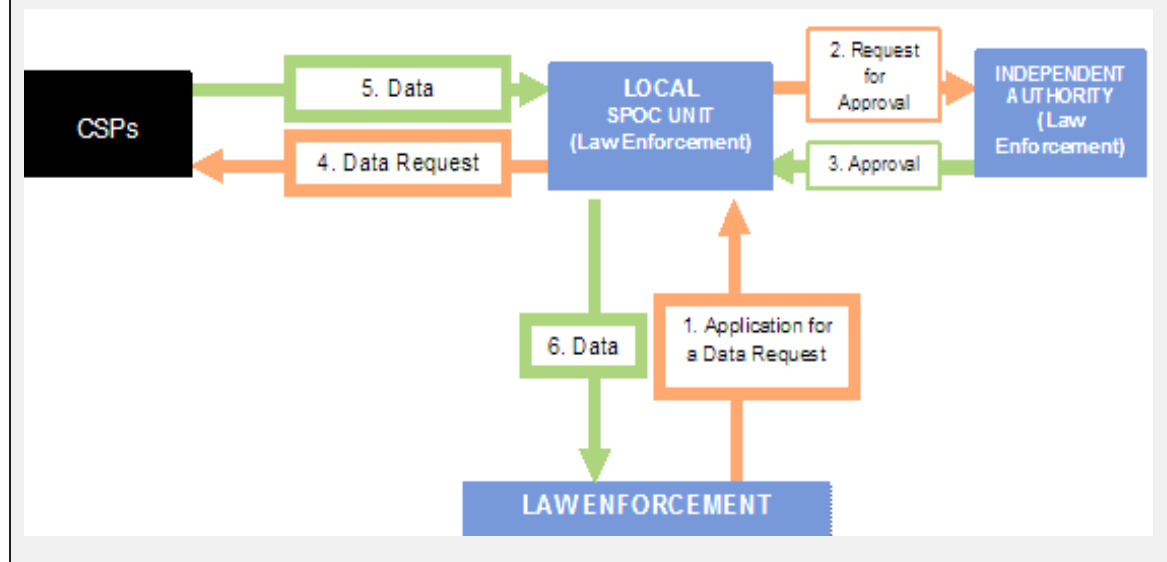 CSPs
5. Data
4. Data Request
LOCAL
SPOC UNIT
(Law Enforcement)
2. Request
for
Approval
3. Approval
INDEPENDENT
AUTHORITY
(Law
Enforcement)
6. Data
1. Application for
a Data Request
LAW ENFORCEMENT